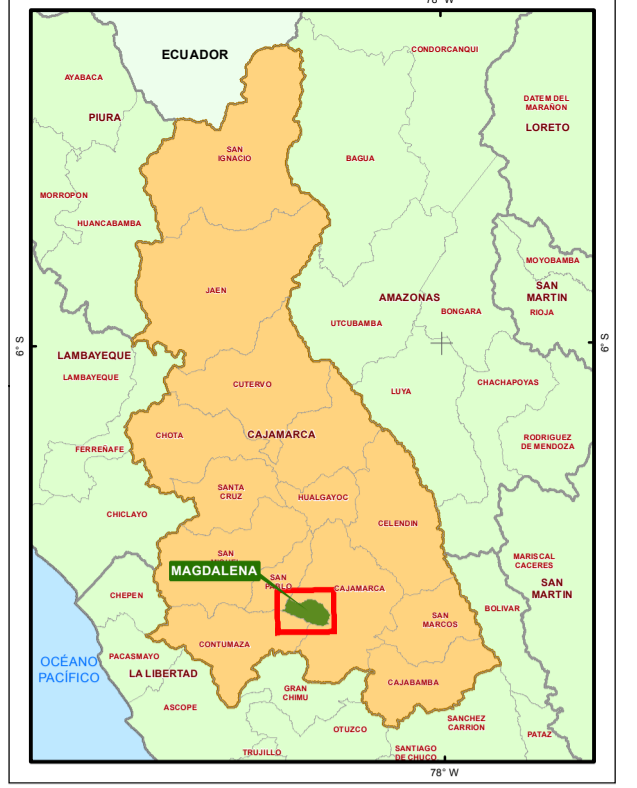 78° W
ECUADOR
CONDORCANQUI
AYABACA
DATEM DEL
MARAÑON
PIURA
LORETO
SAN
IGNACIO
BAGUA
MORROPON
HUANCABAMBA
MOYOBAMBA
JAEN
SAN
MARTIN
AMAZONAS
BONGARA
RIOJA
UTCUBAMBA
6° S
6° S
LAMBAYEQUE
LAMBAYEQUE
CUTERVO
CHACHAPOYAS
LUYA
CHOTA
CAJAMARCA
RODRIGUEZ
DE MENDOZA
FERREÑAFE
SANTA
CRUZ
HUALGAYOC
CHICLAYO
CELENDIN
SAN
MARISCAL
CACERES
MAGDALENA
SAN
PABLO
CAJAMARCA
SAN
MARTIN
CHEPEN
BOLIVAR
SAN
MARCOS
CONTUMAZA
OCÉANO
PACÍFICO
PACASMAYO
LA LIBERTAD
CAJABAMBA
GRAN
CHIMU
ASCOPE
SANCHEZ
CARRION
OTUZCO
PATAZ
TRUJILLO
SANTIAGO
DE CHUCO
78° W